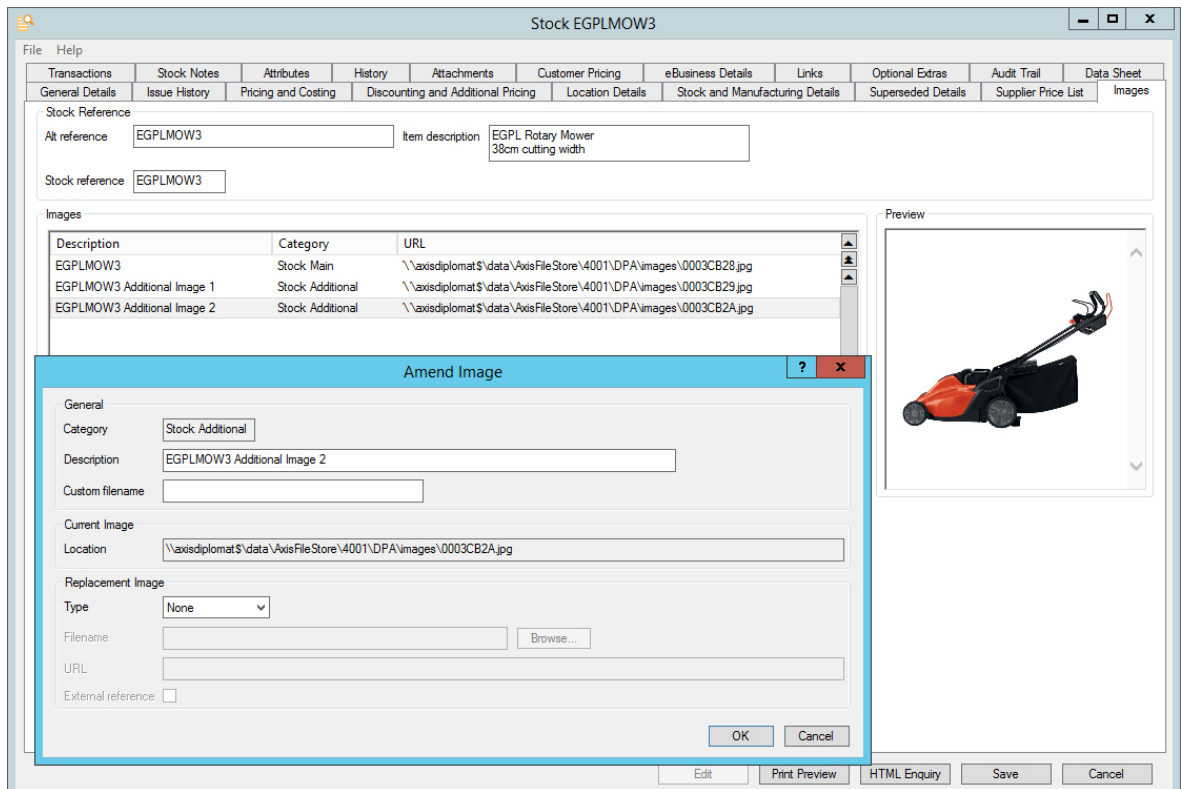 Stock EGPLMOW3
File Help
Transactions Stock Notes Attributes History Attachments Customer Pricing eBusiness Details Links Optional Extras Audit Trail Data Sheet
General Details Issue History Pricing and Costing Discounting and Additional Pricing Location Details Stock and Manufacturing Details Superseded Details Supplier Price List Images
Stock Reference
Alt reference EGPLMOW3 Item description EGPL Rotary Mower
38cm cutting width
Stock reference EGPLMOW3
Images Preview
Description Category URL
EGPLMOW3 Stock Main \\axisdiplomat$\data\AxisFileStore\4001\DPA\images\0003CB28.jpg
EGPLMOW3 Additional Image 1 Stock Additional \\axisdiplomat$\data\AxisFileStore\4001\DPA\images\0003CB29.jpg
EGPLMOW3 Additional Image 2 Stock Additional \\axisdiplomat$\data\AxisFileStore\4001\DPA\images\0003CB2A.jpg
Amend Image ? x
General
Category Stock Additional
Description EGPLMOW3 Additional Image 2
Custom filename
Current Image
Location \\axisdiplomat$\data\AxisFileStore\4001\DPA\images\0003CB2A.jpg
Replacement Image
Type None
Filename Browse...
URL
External reference
OK Cancel
Edit Print Preview HTML Enquiry Save Cancel